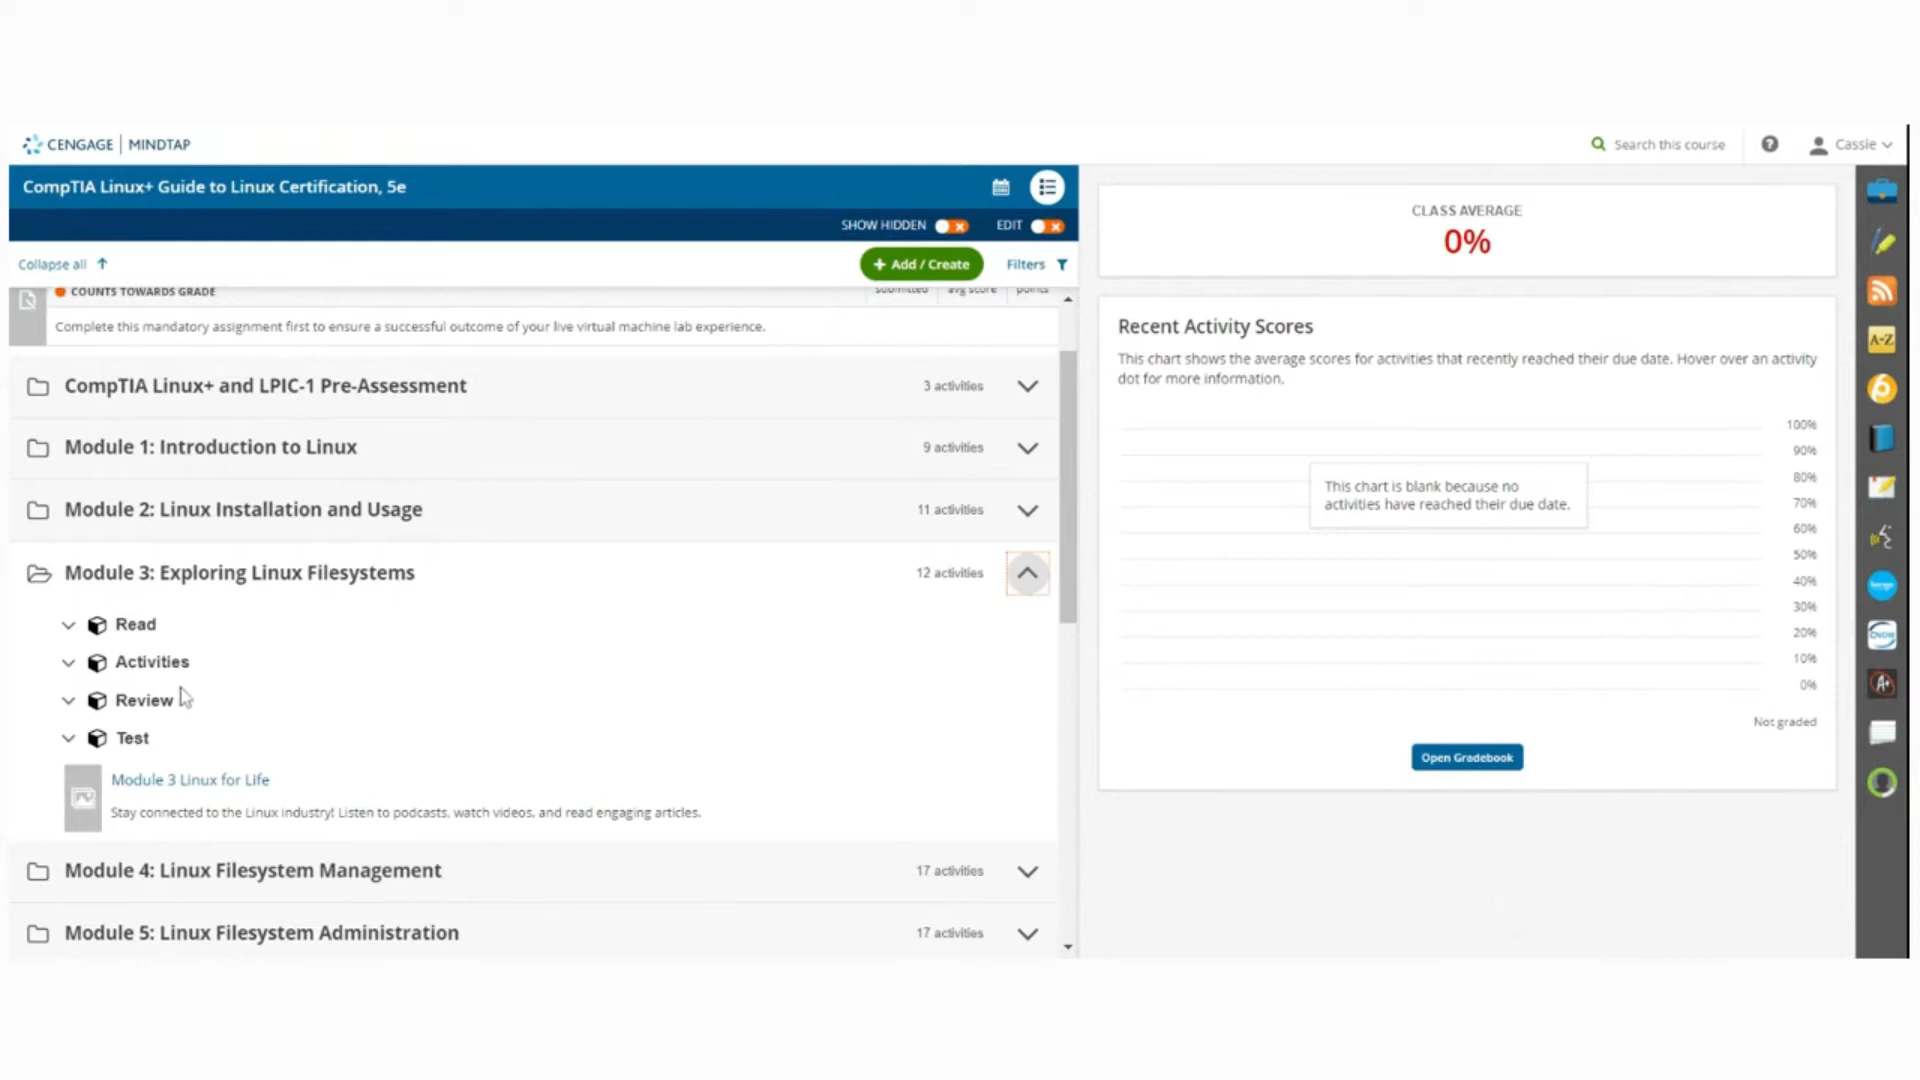 CENGAGE | MINDTAP
Search this course
Cassie
CompTIA Linux+ Guide to Linux Certification, 5e
SHOW HIDDEN
EDIT
Collapse all
+ Add / Create
Filters
COUNTS TOWARDS GRADE
submitted
avg score
points
Complete this mandatory assignment first to ensure a successful outcome of your live virtual machine lab experience.
CompTIA Linux+ and LPIC-1 Pre-Assessment
3 activities
Module 1: Introduction to Linux
9 activities
Module 2: Linux Installation and Usage
11 activities
Module 3: Exploring Linux Filesystems
12 activities
Read
Activities
Review
Test
Module 3 Linux for Life
Stay connected to the Linux industry! Listen to podcasts, watch videos, and read engaging articles.
Module 4: Linux Filesystem Management
17 activities
Module 5: Linux Filesystem Administration
17 activities
CLASS AVERAGE
0%
Recent Activity Scores
This chart shows the average scores for activities that recently reached their due date. Hover over an activity
dot for more information.
100%
90%
80%
70%
60%
50%
40%
30%
20%
10%
0%
This chart is blank because no
activities have reached their due date.
Not graded
Open Gradebook
A-Z
CNOW
A+